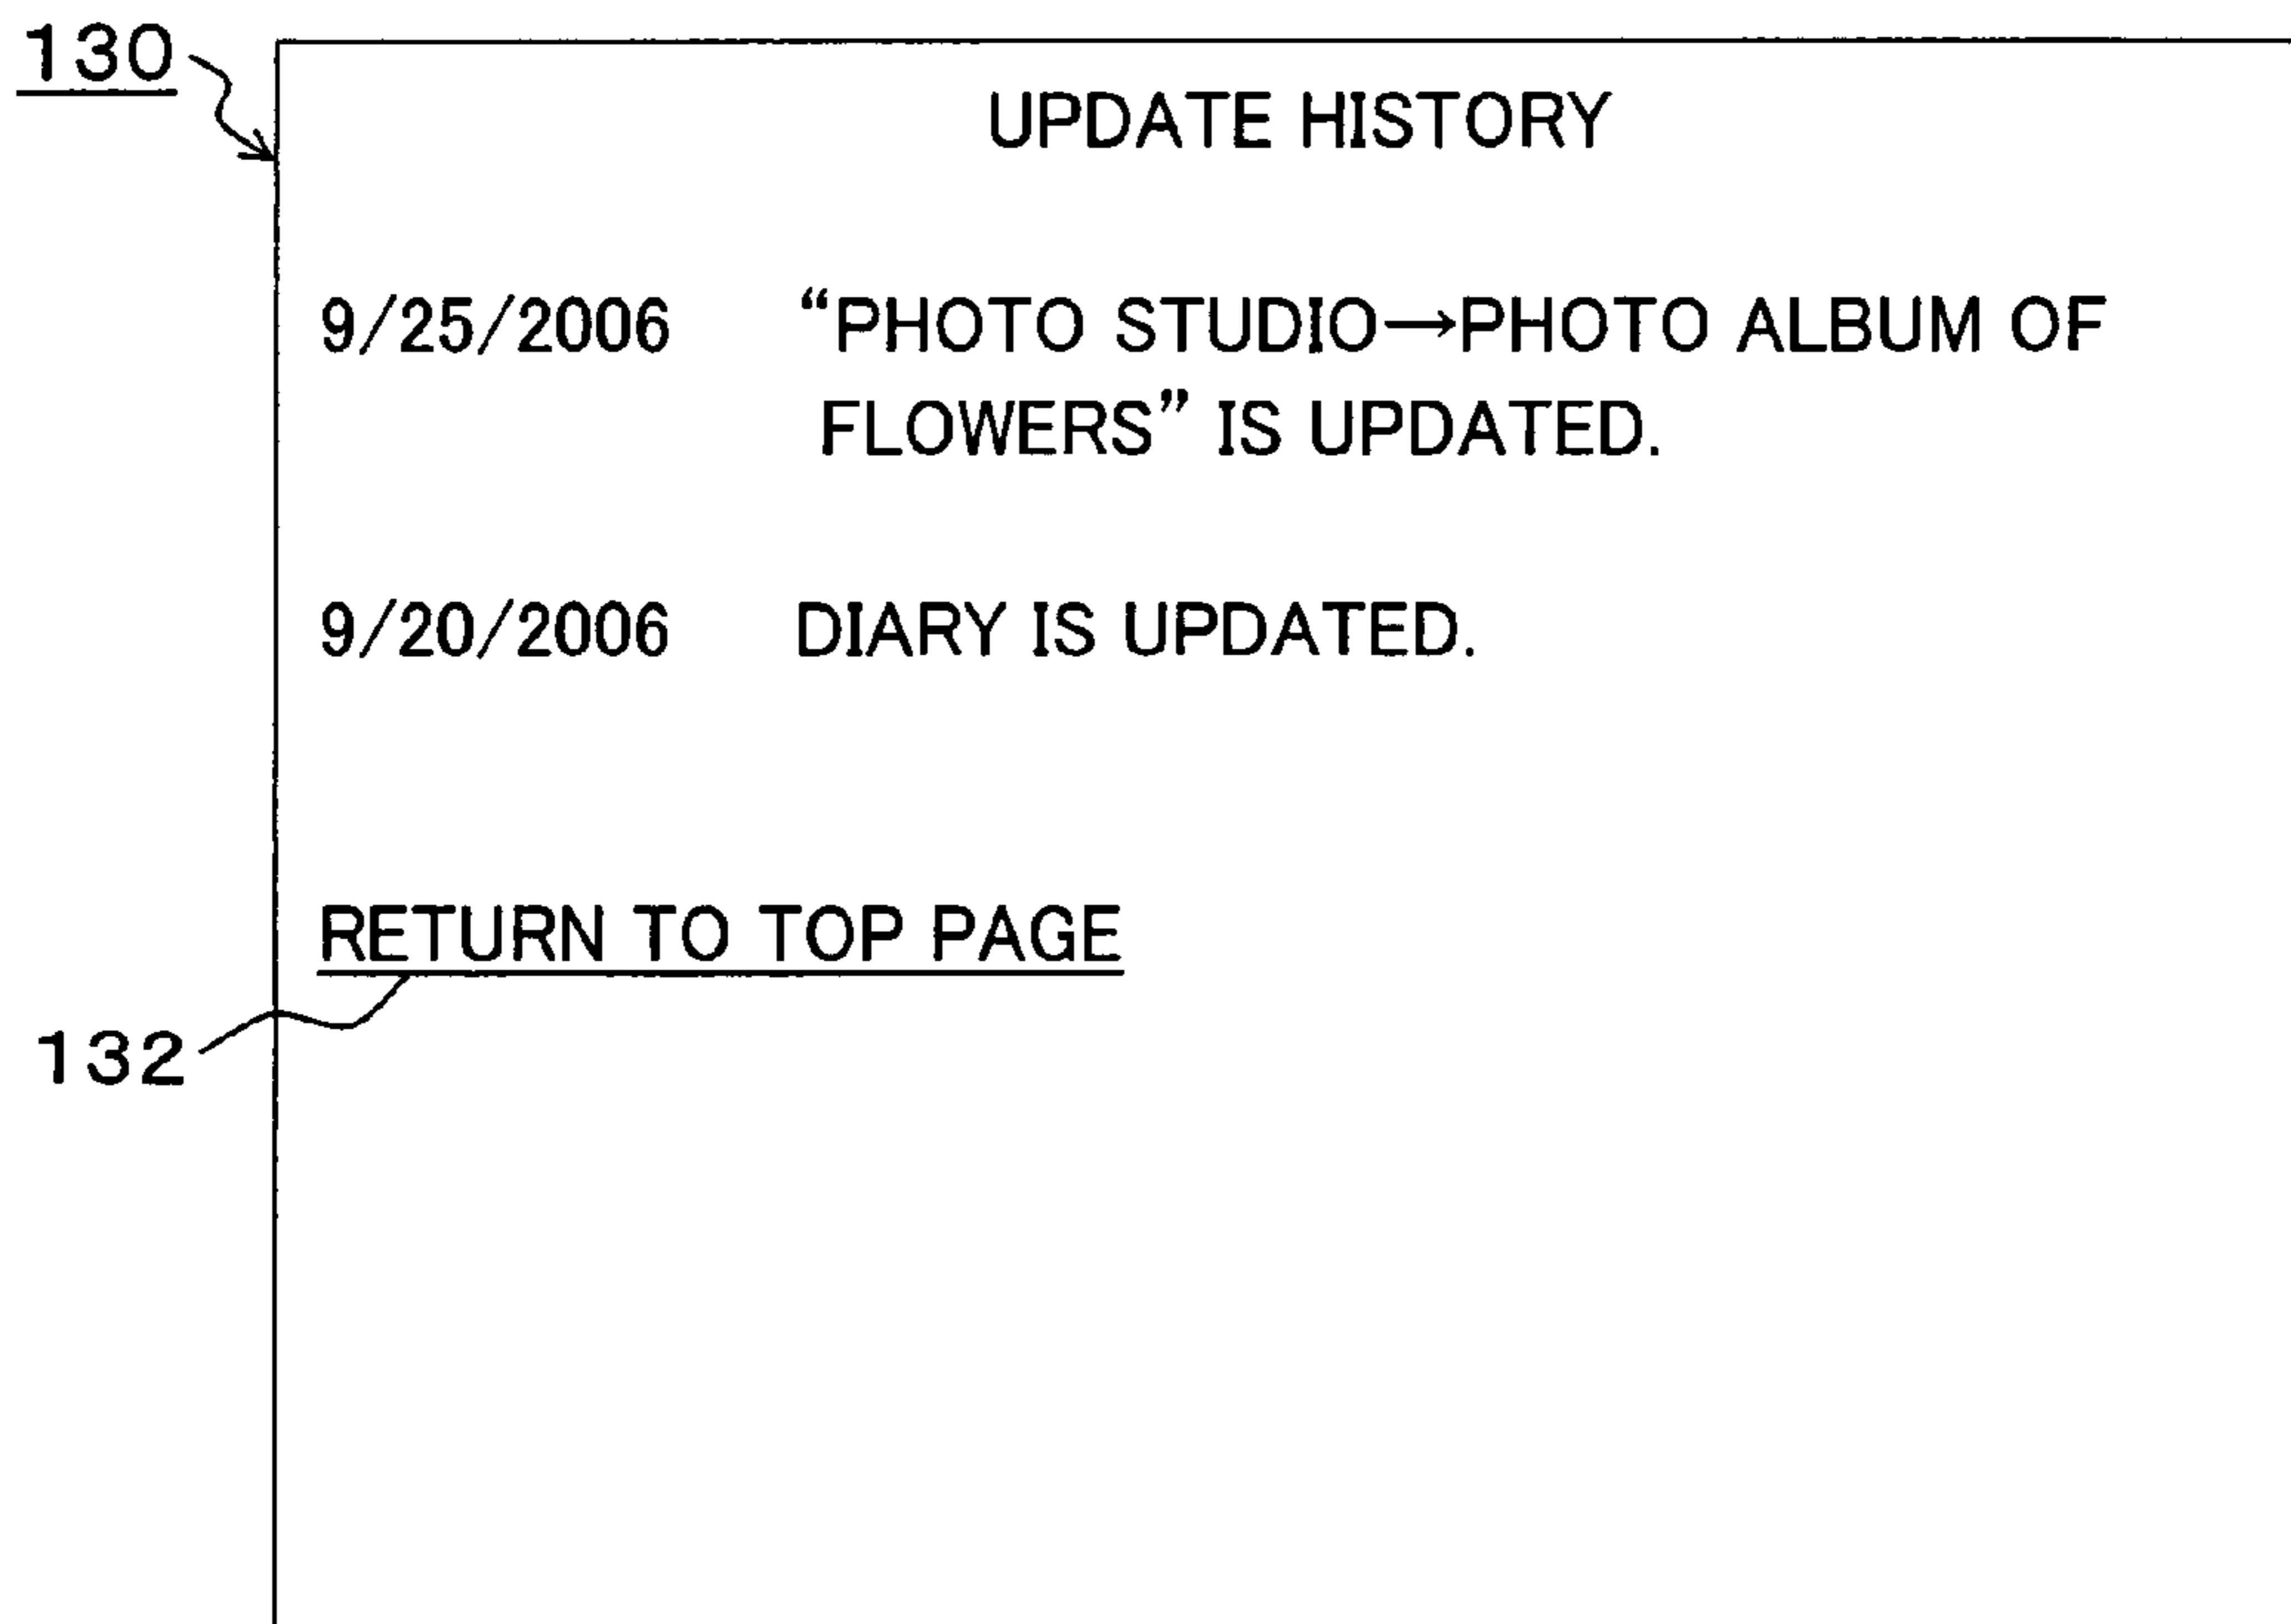 130
UPDATE HISTORY
9/25/2006 “PHOTO STUDIO→PHOTO ALBUM OF
FLOWERS” IS UPDATED.
9/20/2006 DIARY IS UPDATED.
RETURN TO TOP PAGE
132